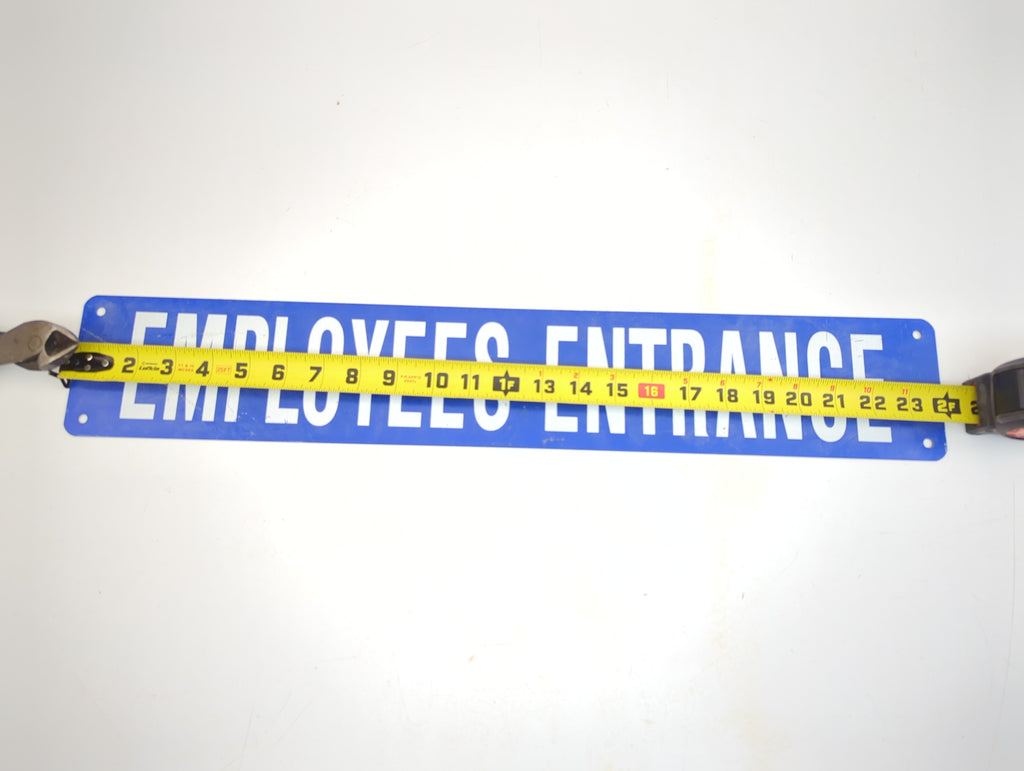 EMPLOYEES ENTRANCE
2 3 4 5 6 7 8 9 10 11 1F 13 14 15 16 17 18 19 20 21 22 23 2F
Lufkin